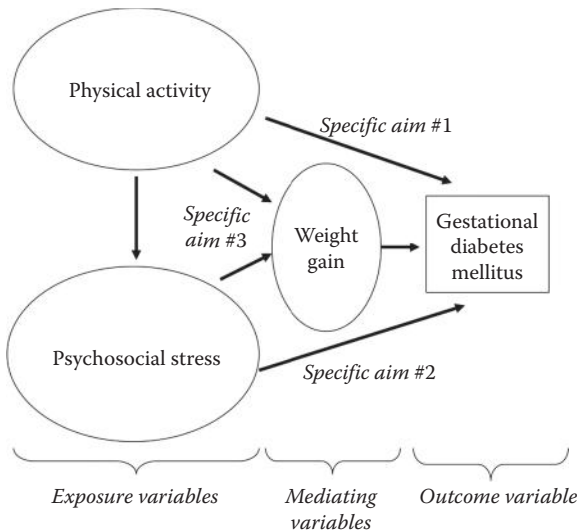 Physical activity
Specific aim #1
Specific
aim #3
Weight
gain
Gestational
diabetes
mellitus
Psychosocial stress
Specific aim #2
Exposure variables
Mediating
variables
Outcome variable